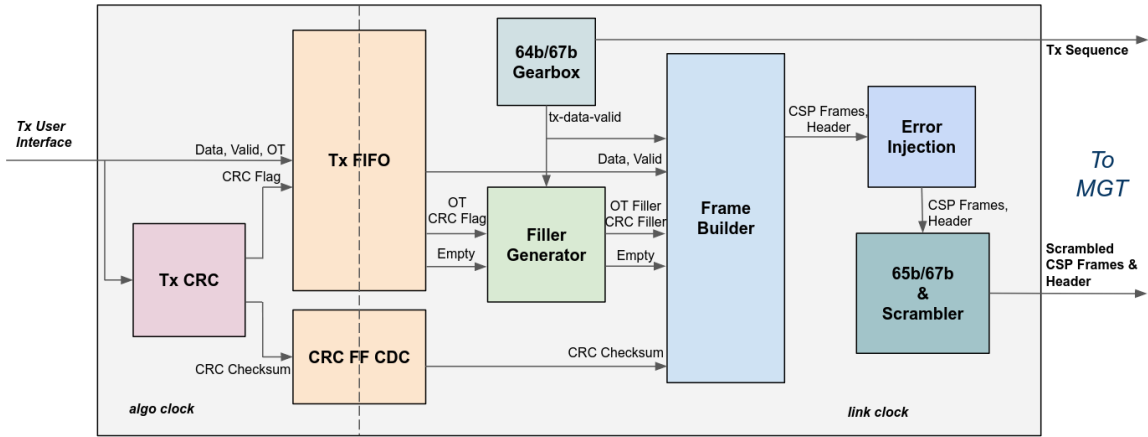 64b/67b
Gearbox
Tx Sequence
tx-data-valid
Tx User
Interface
Data, Valid, OT
Tx FIFO
CRC Flag
Data, Valid
OT
CRC Flag
Empty
Filler
Generator
OT Filler
CRC Filler
Empty
Frame
Builder
CSP Frames,
Header
Error
Injection
To
MGT
CSP Frames,
Header
Scrambled
CSP Frames &
Header
65b/67b
&
Scrambler
Tx CRC
CRC FF CDC
CRC Checksum
CRC Checksum
algo clock
link clock